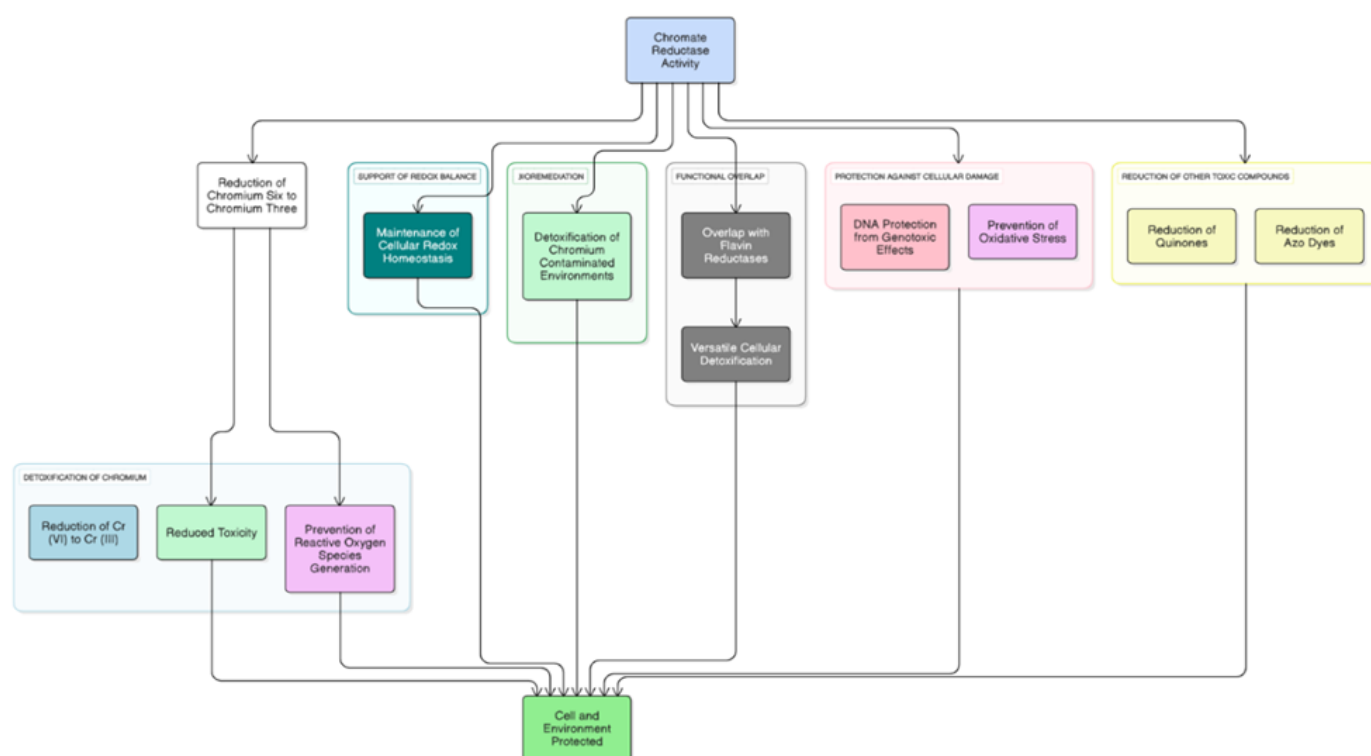 Chromate
Reductase
Activity
Reduction of
Chromium Six to
Chromium Three
SUPPORT OF REDOX BALANCE
Maintenance of
Cellular Redox
Homeostasis
BIOREMEDIATION
Detoxification of
Chromium
Contaminated
Environments
FUNCTIONAL OVERLAP
Overlap with
Flavin
Reductases
Versatile Cellular
Detoxification
PROTECTION AGAINST CELLULAR DAMAGE
DNA Protection
from Genotoxic
Effects
Prevention of
Oxidative Stress
REDUCTION OF OTHER TOXIC COMPOUNDS
Reduction of
Quinones
Reduction of
Azo Dyes
DETOXIFICATION OF CHROMIUM
Reduction of Cr
(VI) to Cr (III)
Reduced Toxicity
Prevention of
Reactive Oxygen
Species
Generation
Cell and
Environment
Protected